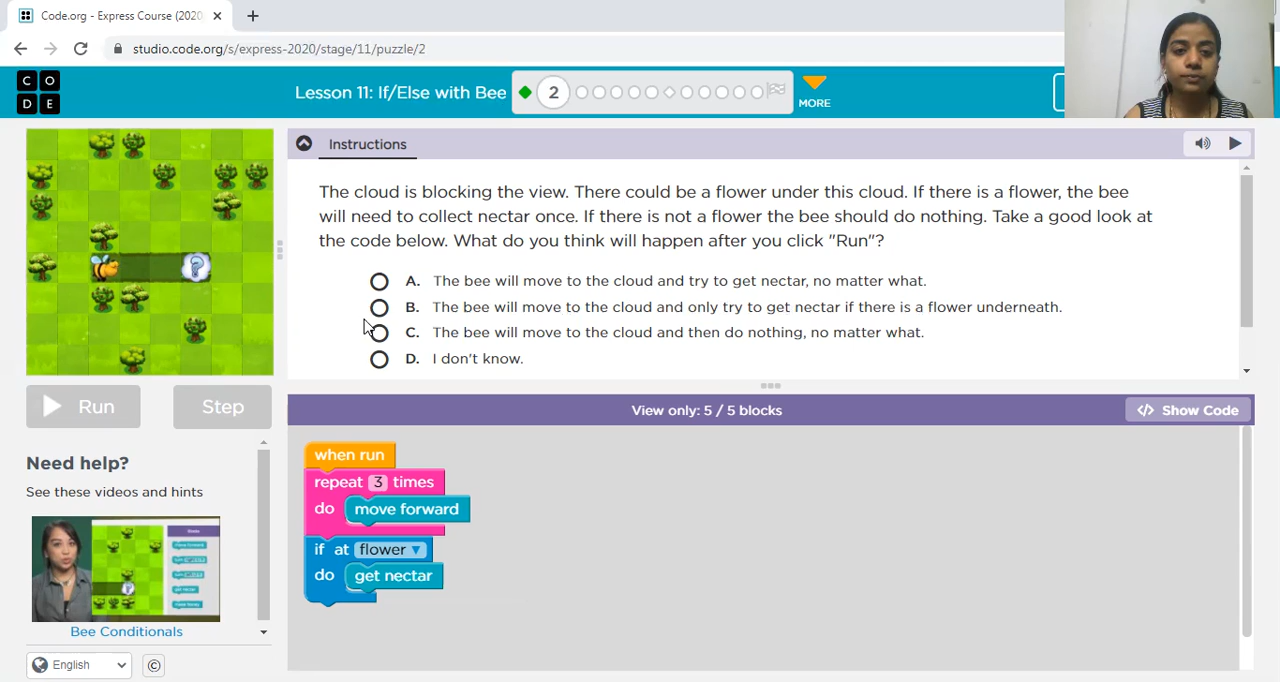 Code.org - Express Course (2020
studio.code.org/s/express-2020/stage/11/puzzle/2
C O
D E
Lesson 11: If/Else with Bee
2
MORE
Instructions
The cloud is blocking the view. There could be a flower under this cloud. If there is a flower, the bee
will need to collect nectar once. If there is not a flower the bee should do nothing. Take a good look at
the code below. What do you think will happen after you click "Run"?
A. The bee will move to the cloud and try to get nectar, no matter what.
B. The bee will move to the cloud and only try to get nectar if there is a flower underneath.
C. The bee will move to the cloud and then do nothing, no matter what.
D. I don't know.
?
Run
Step
View only: 5 / 5 blocks
</> Show Code
Need help?
See these videos and hints
Bee Conditionals
English
©
when run
repeat 3 times
do move forward
if at flower
do get nectar